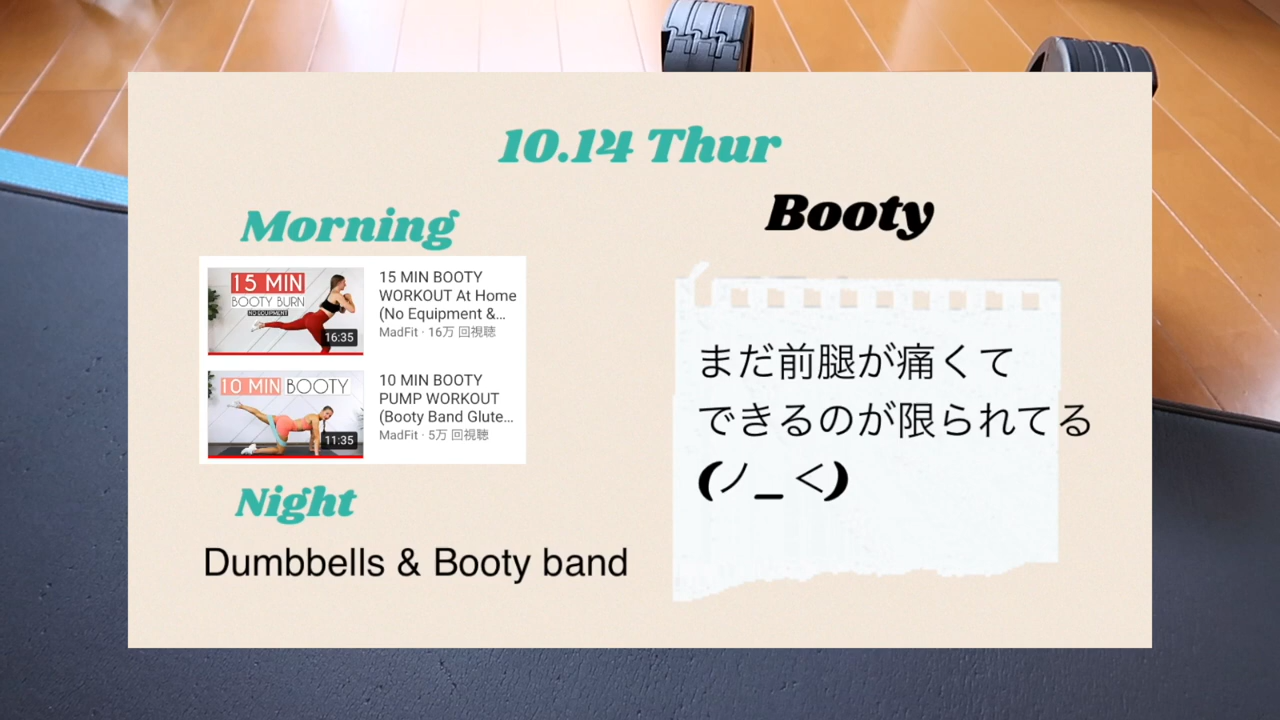 10.14 Thur
Morning
15 MIN
BOOTY BURN
NO EQUIPMENT
16:35
15 MIN BOOTY
WORKOUT At Home
(No Equipment &...
MadFit · 16万 回視聴
10 MIN BOOTY
11:35
10 MIN BOOTY
PUMP WORKOUT
(Booty Band Glute...
MadFit · 5万 回視聴
Night
Dumbbells & Booty band
Booty
まだ前腿が痛くて
できるのが限られてる
(ノ_<)